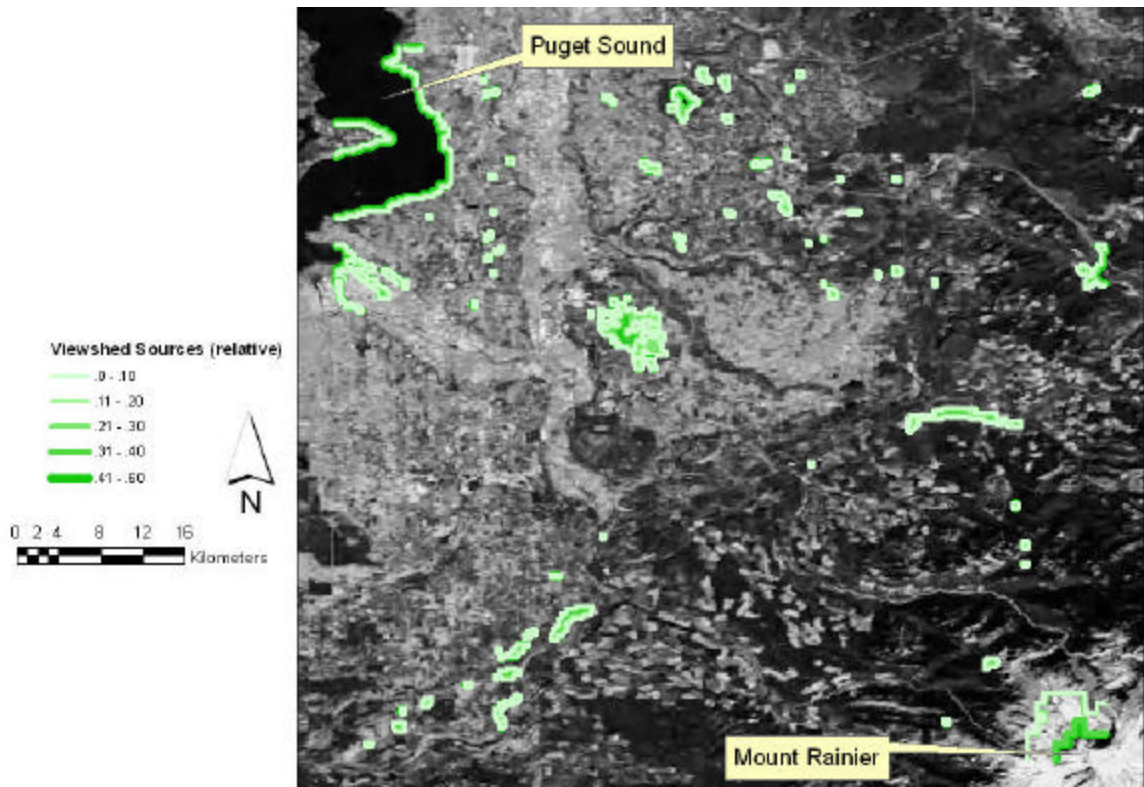 Puget Sound
Viewshed Sources (relative)
.0 - .10
.11 - .20
.21 - .30
.31 - .40
.41 - .60
N
0 2 4 8 12 16
Kilometers
Mount Rainier